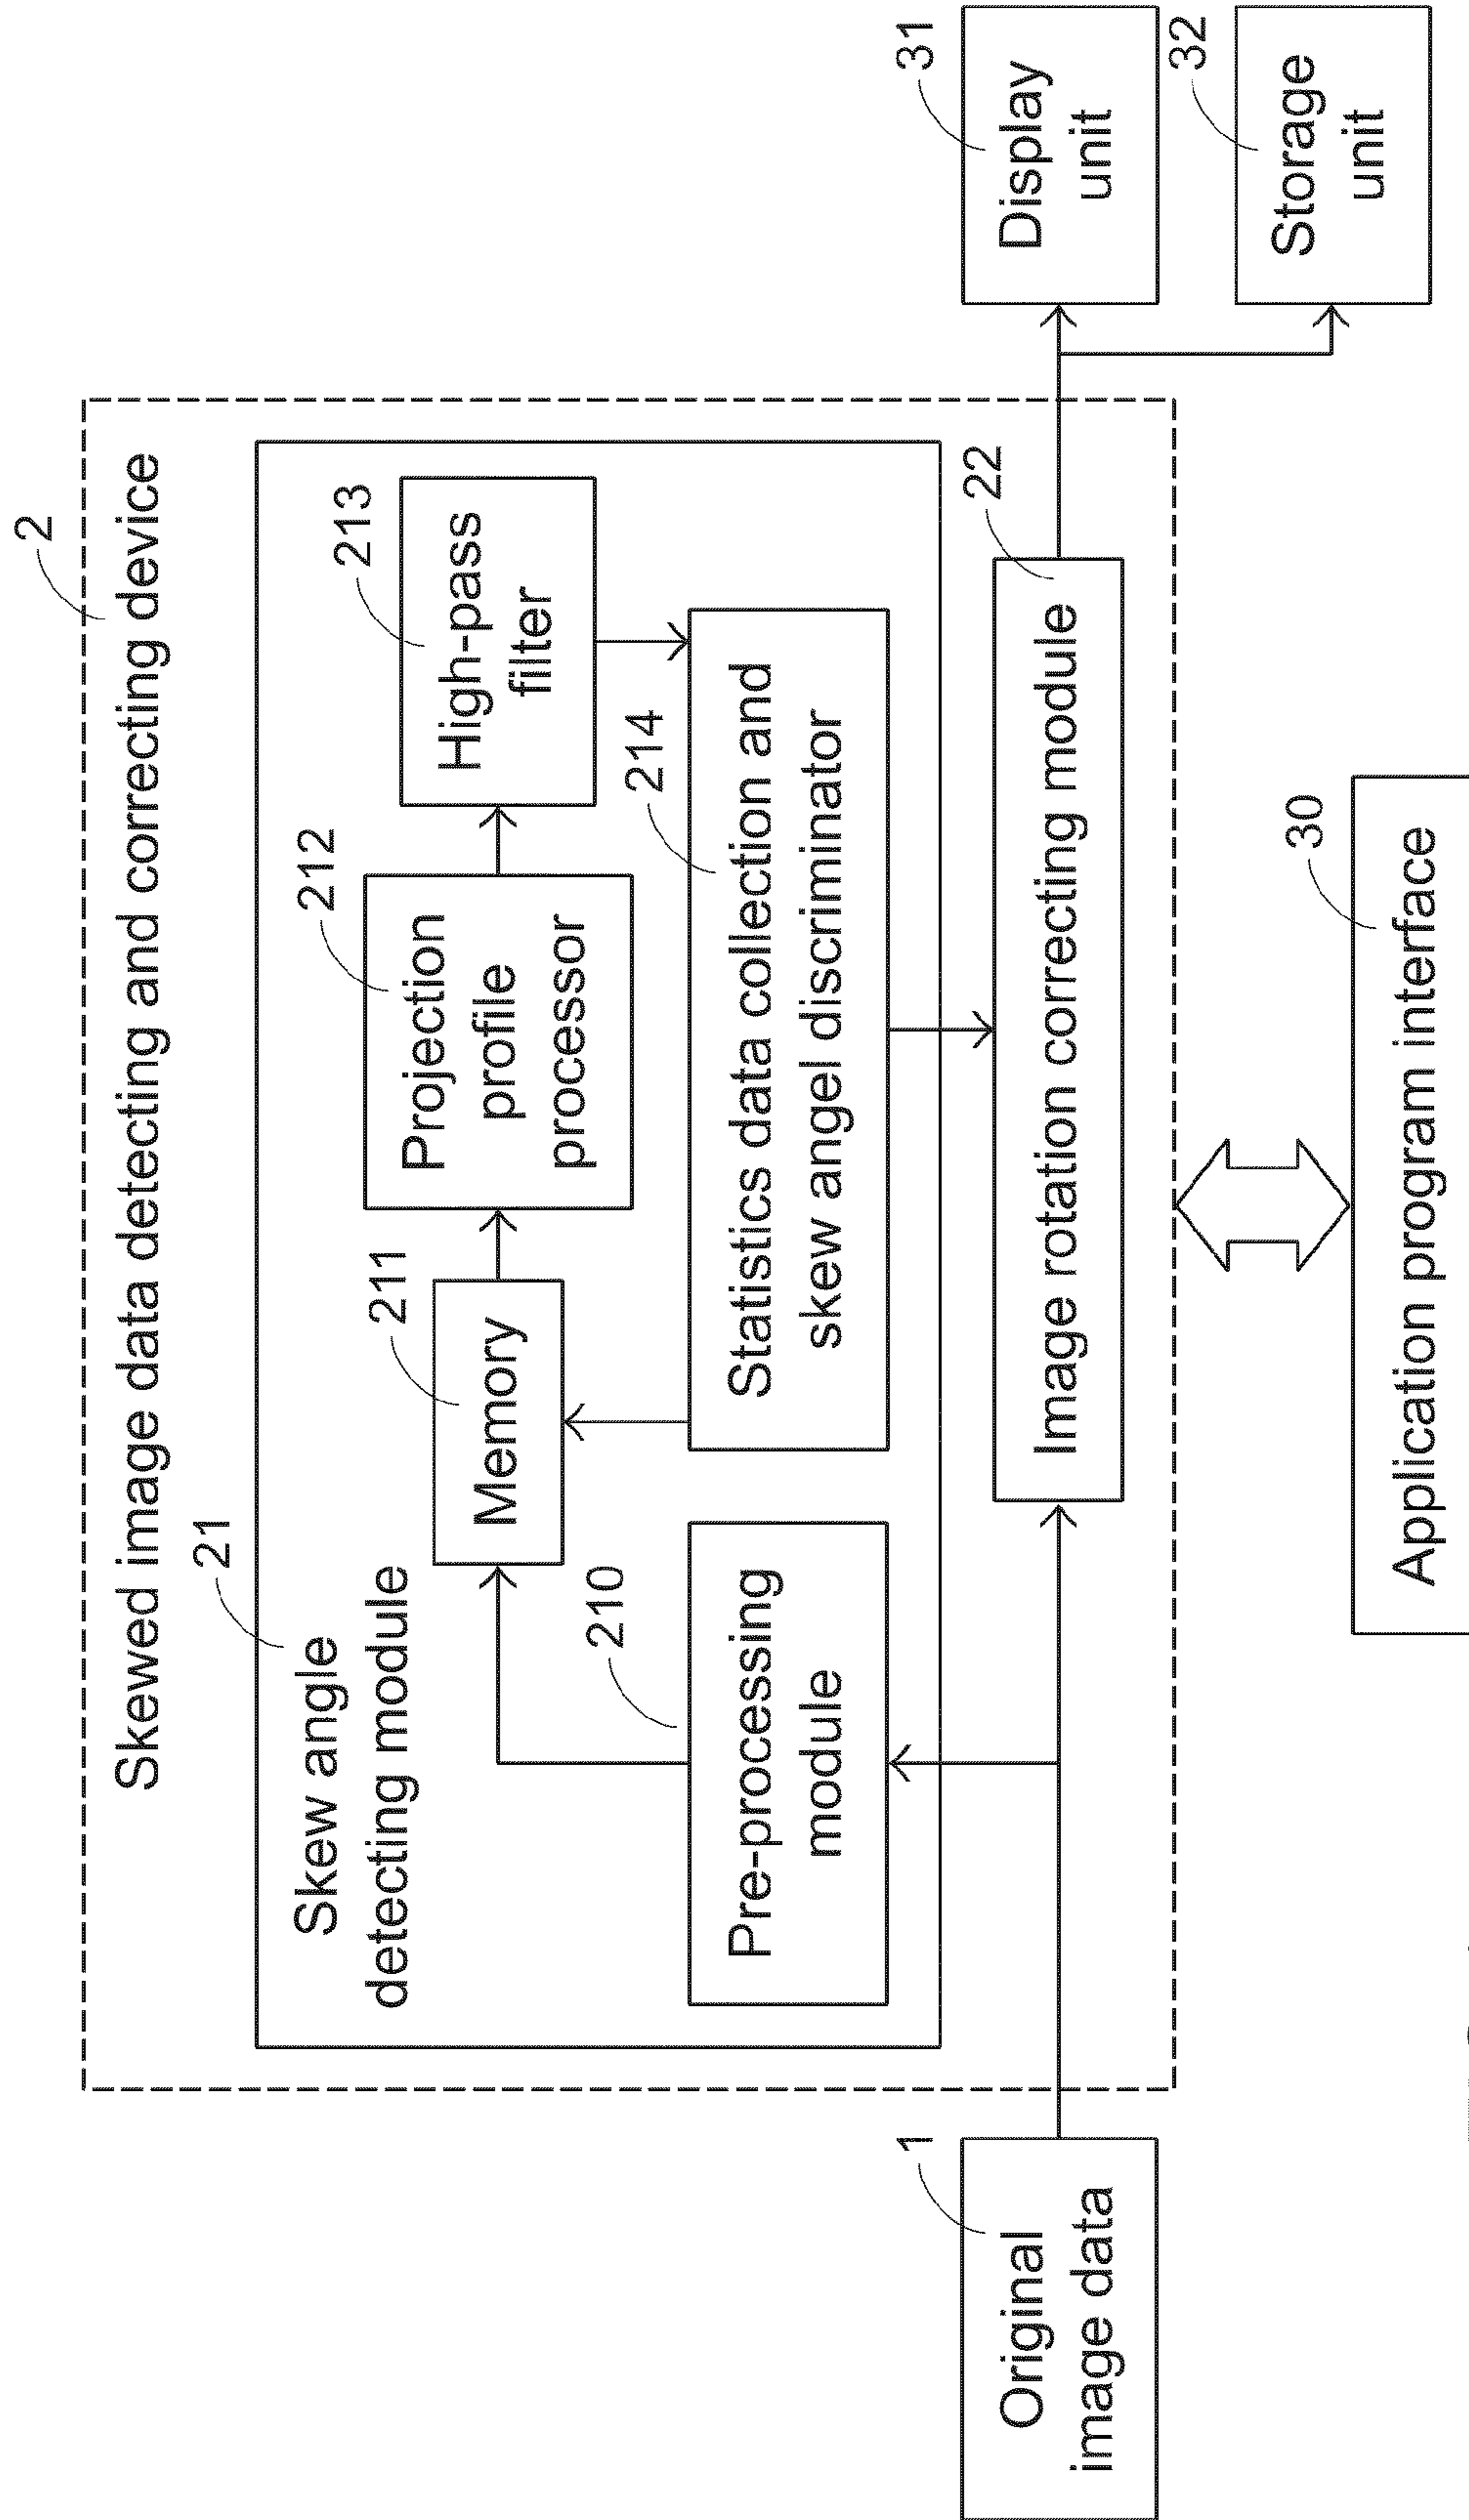 2
Skewed image data detecting and correcting device
21
Skew angle
detecting module
211
Memory
212
Projection
profile
processor
213
High-pass
filter
210
Pre-processing
module
214
Statistics data collection and
skew angel discriminator
22
Image rotation correcting module
1
Original
image data
31
Display
unit
32
Storage
unit
30
Application program interface